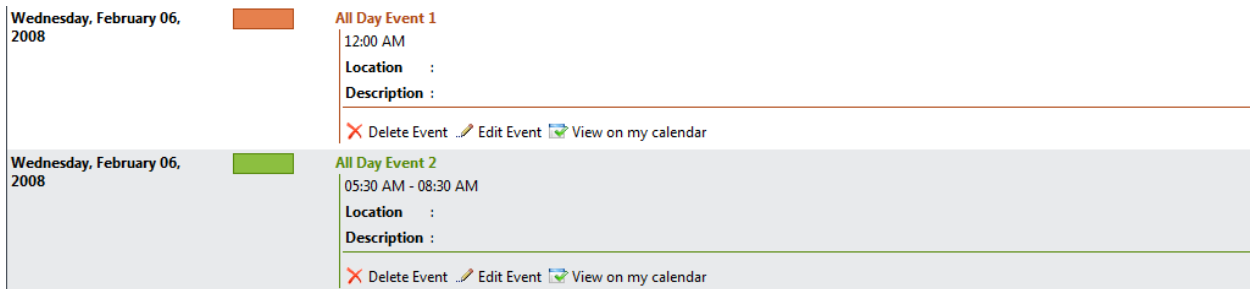 Wednesday, February 06,
2008
All Day Event 1
12:00 AM
Location :
Description :
Delete Event Edit Event View on my calendar
Wednesday, February 06,
2008
All Day Event 2
05:30 AM - 08:30 AM
Location :
Description :
Delete Event Edit Event View on my calendar